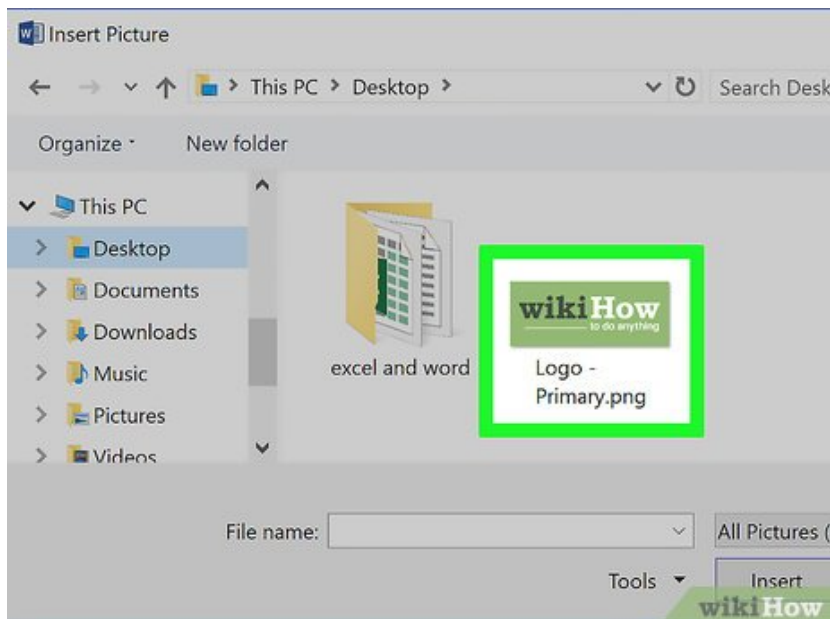 Insert Picture
This PC > Desktop >
Search Desk
Organize
New folder
This PC
Desktop
Documents
Downloads
Music
Pictures
Videos
excel and word
wikiHow
to do anything
Logo -
Primary.png
File name:
All Pictures (
Tools
Insert
wikiHow